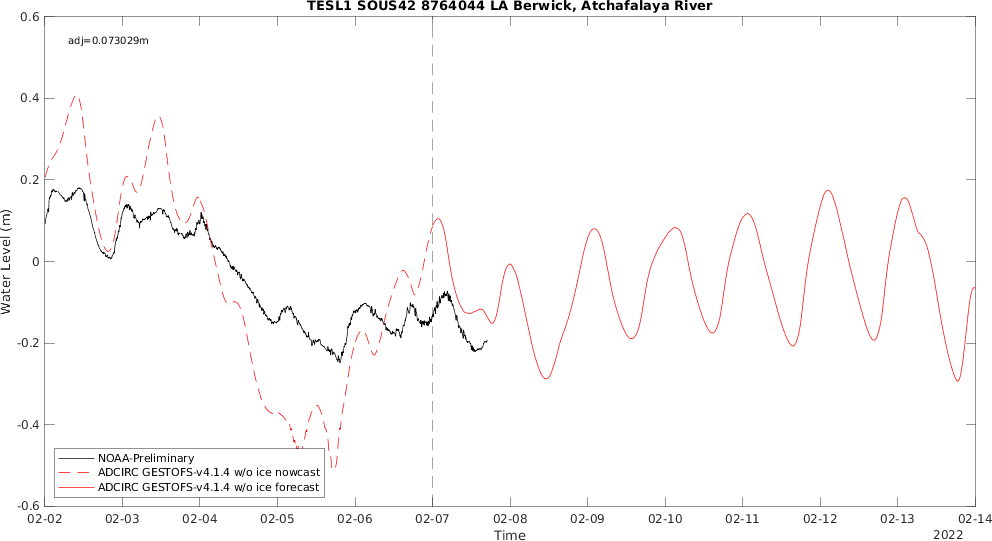 TESL1 SOUS42 8764044 LA Berwick, Atchafalaya River
adj=0.073029m
0.6
0.4
0.2
0
-0.2
-0.4
-0.6
Water Level (m)
NOAA-Preliminary
ADCIRC GESTOFS-v4.1.4 w/o ice nowcast
ADCIRC GESTOFS-v4.1.4 w/o ice forecast
02-02 02-03 02-04 02-05 02-06 02-07 02-08 02-09 02-10 02-11 02-12 02-13 02-14
Time
2022